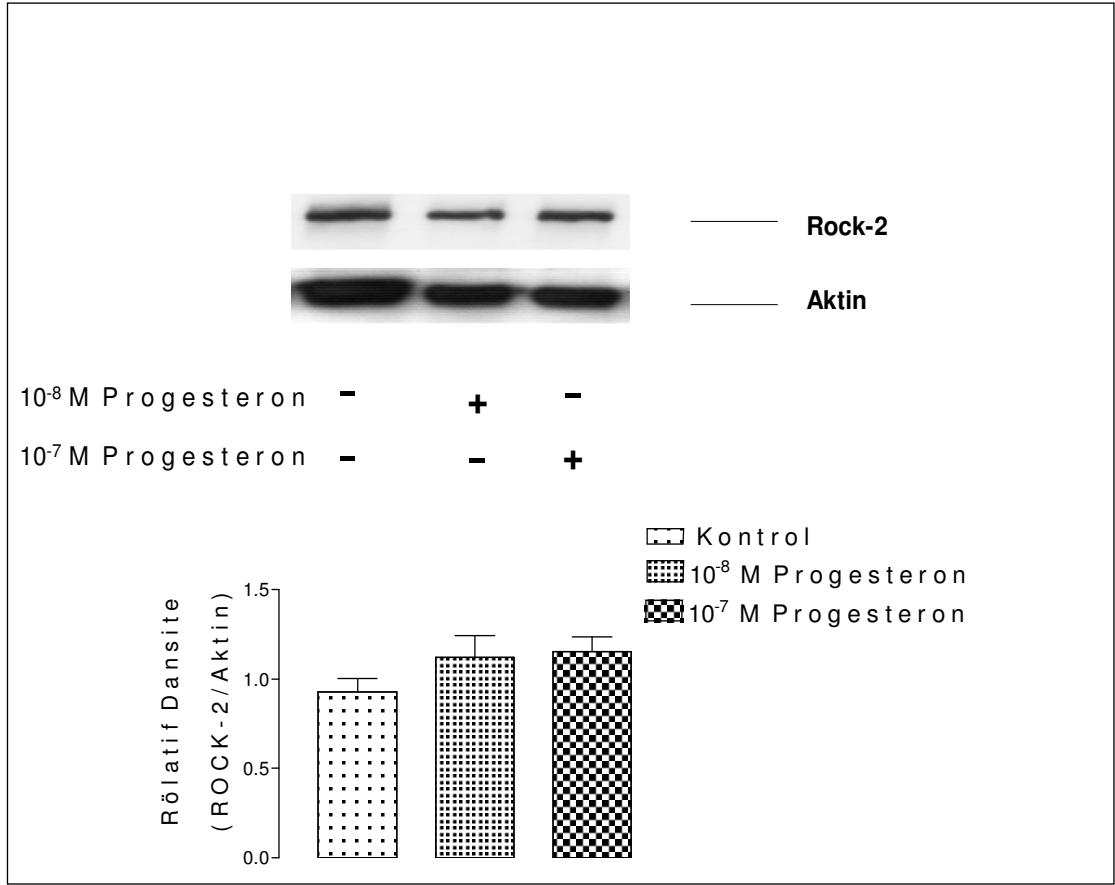 Rock-2
Aktin
10-8 M Progesteron - + -
10-7 M Progesteron - - +
Kontrol
10-8 M Progesteron
10-7 M Progesteron
Rölatif Dansite
(ROCK-2/Aktin)
1.5
1.0
0.5
0.0